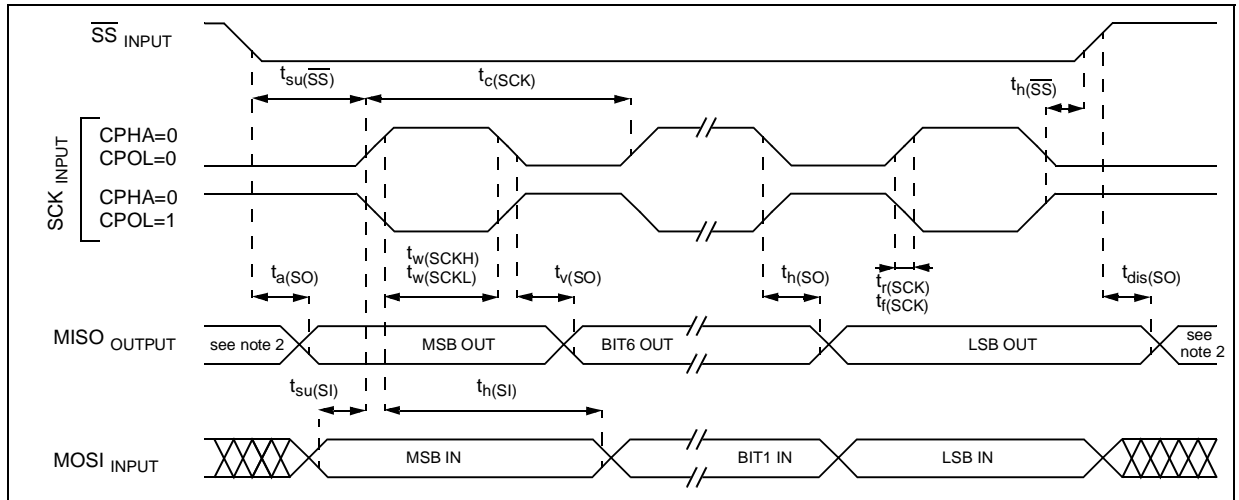 SS INPUT
tsu(SS)
tc(SCK)
th(SS)
SCK INPUT
CPHA=0
CPOL=0
CPHA=0
CPOL=1
ta(SO)
tw(SCKH)
tw(SCKL)
tv(SO)
th(SO)
tr(SCK)
tf(SCK)
tdis(SO)
MISO OUTPUT
see note 2
MSB OUT
BIT6 OUT
LSB OUT
see
note 2
tsu(SI)
th(SI)
MOSI INPUT
MSB IN
BIT1 IN
LSB IN